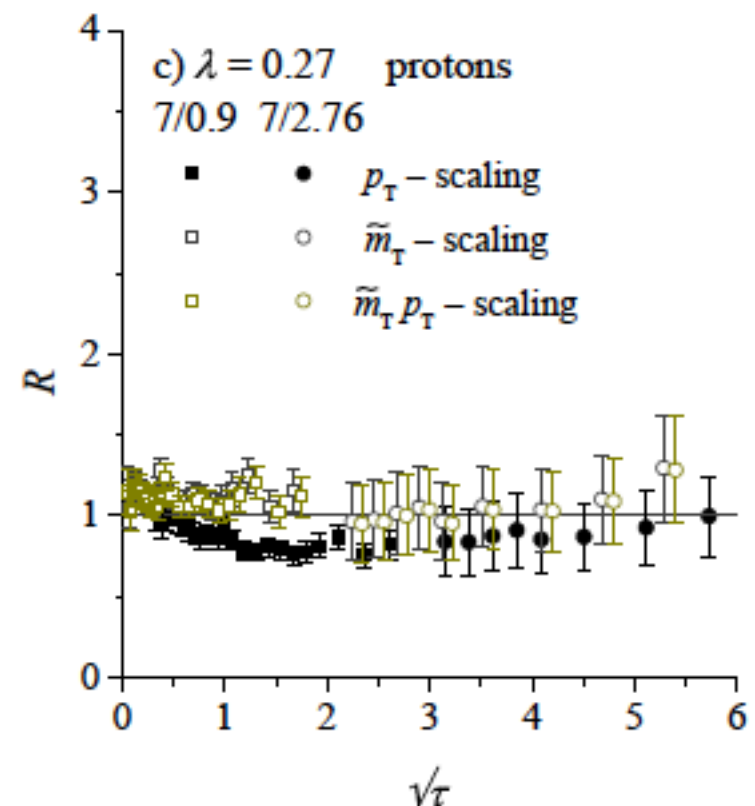 4
c) λ = 0.27 protons
7/0.9 7/2.76
3
p_T – scaling
m̃_T – scaling
m̃_T p_T – scaling
2
R
1
0
0 1 2 3 4 5 6
√τ